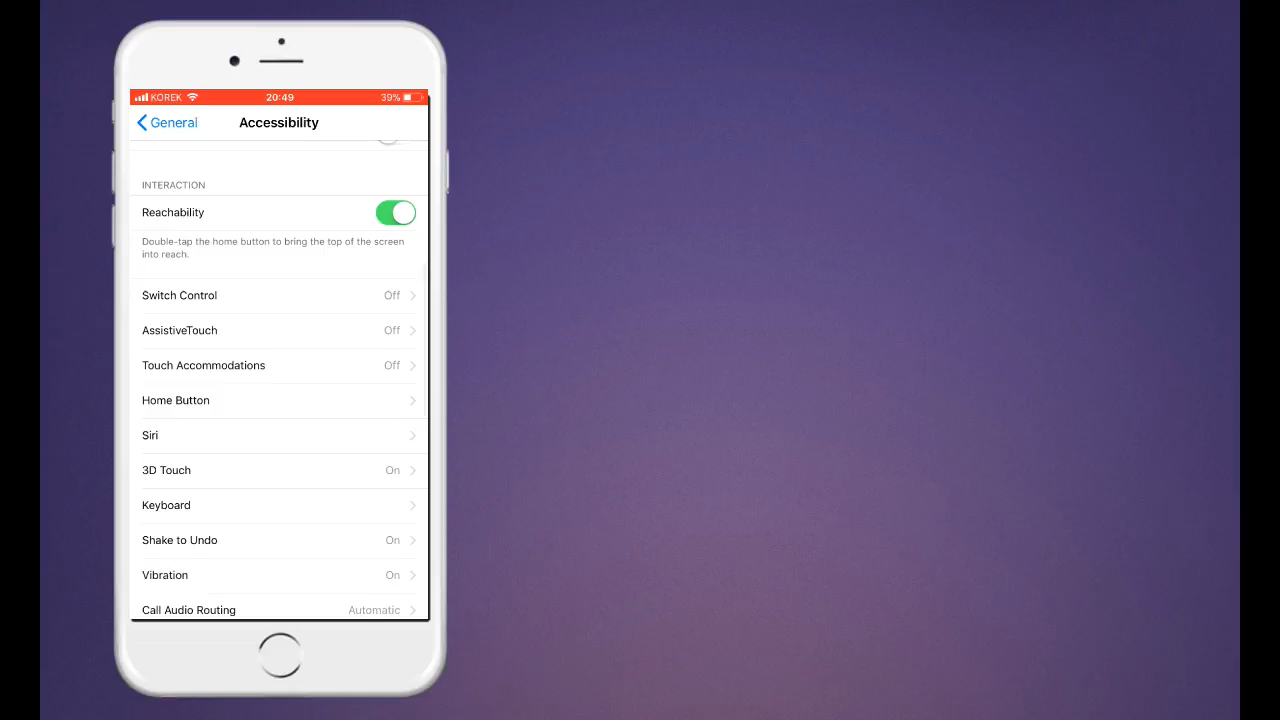 KOREK 20:49 39%
General Accessibility
INTERACTION
Reachability
Double-tap the home button to bring the top of the screen
into reach.
Switch Control Off
AssistiveTouch Off
Touch Accommodations Off
Home Button
Siri
3D Touch On
Keyboard
Shake to Undo On
Vibration On
Call Audio Routing Automatic